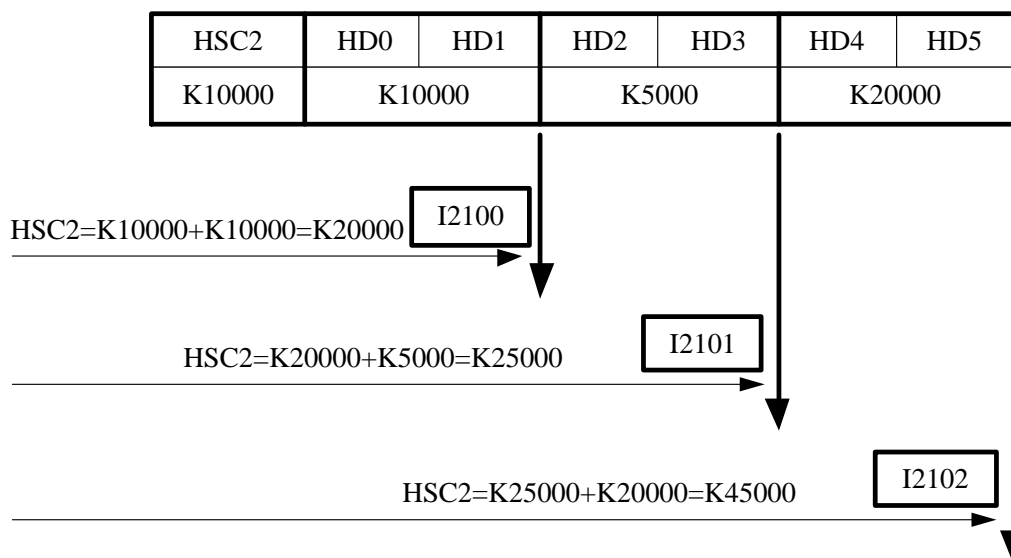 HSC2 HD0 HD1 HD2 HD3 HD4 HD5
K10000 K10000 K5000 K20000
I2100
HSC2=K10000+K10000=K20000
I2101
HSC2=K20000+K5000=K25000
I2102
HSC2=K25000+K20000=K45000